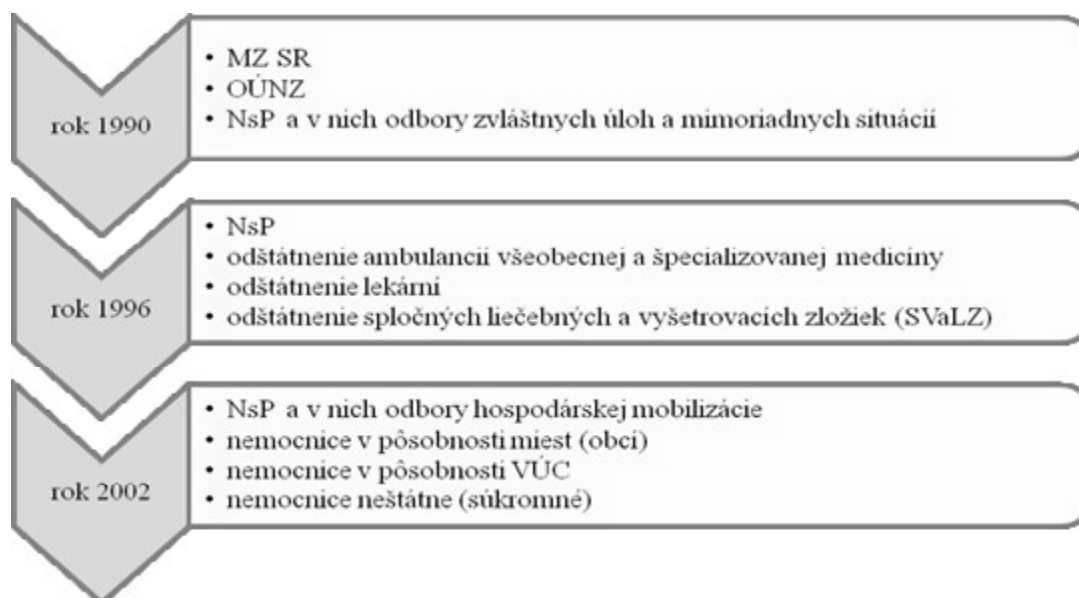 rok 1990
• MZ SR
• OÚNZ
• NsP a v nich odbory zvláštnych úloh a mimoriadnych situácií
rok 1996
• NsP
• odštátnenie ambulancií všeobecnej a špecializovanej medicíny
• odštátnenie lekární
• odštátnenie spločných liečebných a vyšetrovacích zložiek (SVaLZ)
rok 2002
• NsP a v nich odbory hospodárskej mobilizácie
• nemocnice v pôsobnosti miest (obcí)
• nemocnice v pôsobnosti VÚC
• nemocnice neštátne (súkromné)